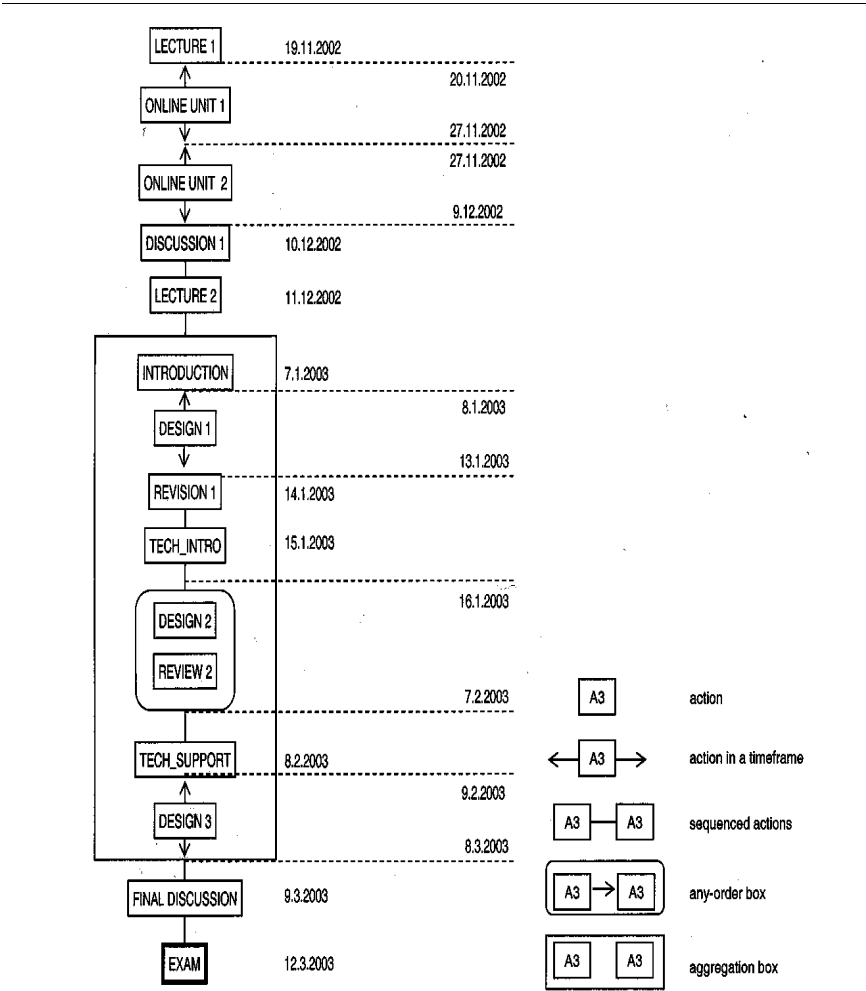 LECTURE 1 19.11.2002
20.11.2002
ONLINE UNIT 1
27.11.2002
27.11.2002
ONLINE UNIT 2
9.12.2002
DISCUSSION 1 10.12.2002
LECTURE 2 11.12.2002
INTRODUCTION 7.1.2003
8.1.2003
DESIGN 1
13.1.2003
REVISION 1 14.1.2003
TECH_INTRO 15.1.2003
16.1.2003
DESIGN 2
REVIEW 2
7.2.2003
TECH_SUPPORT 8.2.2003
9.2.2003
DESIGN 3
8.3.2003
FINAL DISCUSSION 9.3.2003
EXAM 12.3.2003
A3 action
A3 action in a timeframe
A3 A3 sequenced actions
A3 A3 any-order box
A3 A3 aggregation box